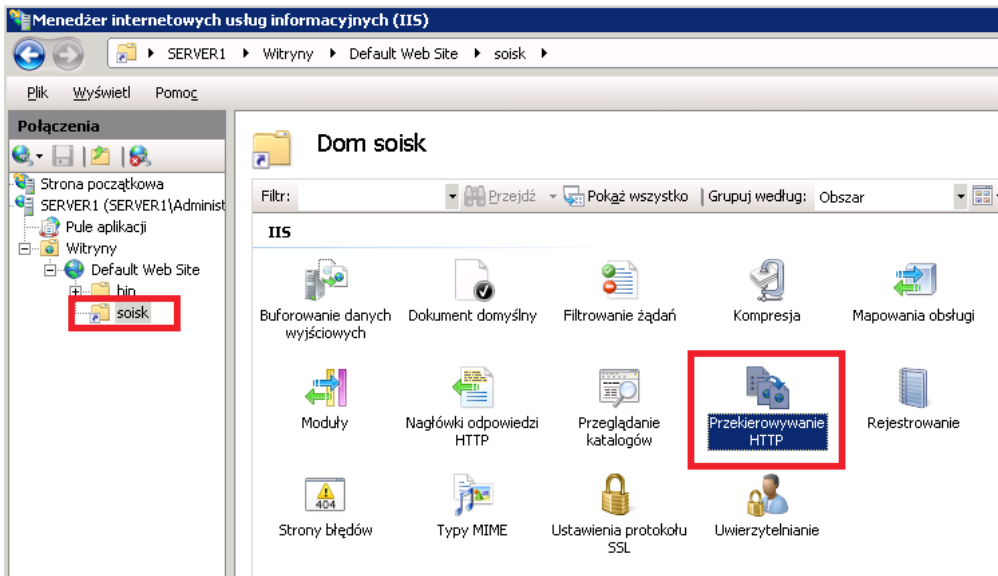 Menedżer internetowych usług informacyjnych (IIS)
SERVER1 Witryny Default Web Site soisk
Plik Wyświetl Pomoc
Połączenia
Strona początkowa
SERVER1 (SERVER1\Administ
Pule aplikacji
Witryny
Default Web Site
bin
soisk
Dom soisk
Filtr: Przejdź Pokaż wszystko Grupuj według: Obszar
IIS
Buforowanie danych
wyjściowych
Dokument domyślny
Filtrowanie żądań
Kompresja
Mapowania obsługi
Moduły
Nagłówki odpowiedzi
HTTP
Przeglądanie
katalogów
Przekierowywanie
HTTP
Rejestrowanie
404
Strony błędów
Typy MIME
Ustawienia protokołu
SSL
Uwierzytelnianie